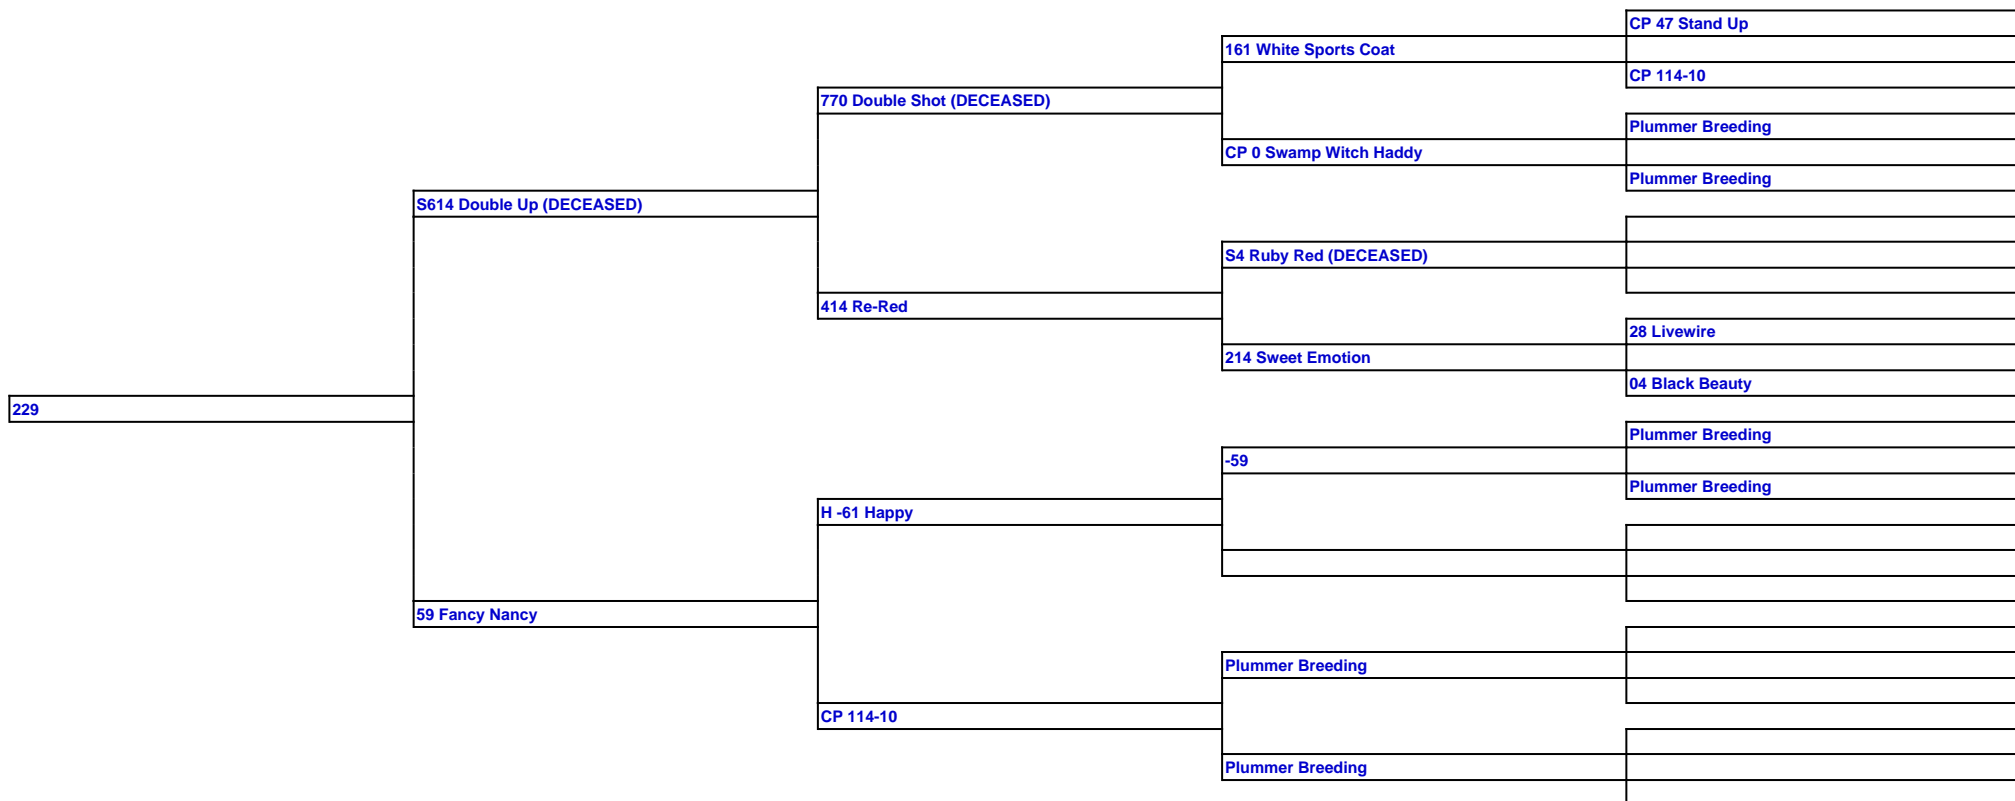 CP 47 Stand Up
161 White Sports Coat
CP 114-10
770 Double Shot (DECEASED)
Plummer Breeding
CP 0 Swamp Witch Haddy
Plummer Breeding
S614 Double Up (DECEASED)
S4 Ruby Red (DECEASED)
414 Re-Red
28 Livewire
214 Sweet Emotion
04 Black Beauty
229
Plummer Breeding
-59
Plummer Breeding
H -61 Happy
59 Fancy Nancy
Plummer Breeding
CP 114-10
Plummer Breeding